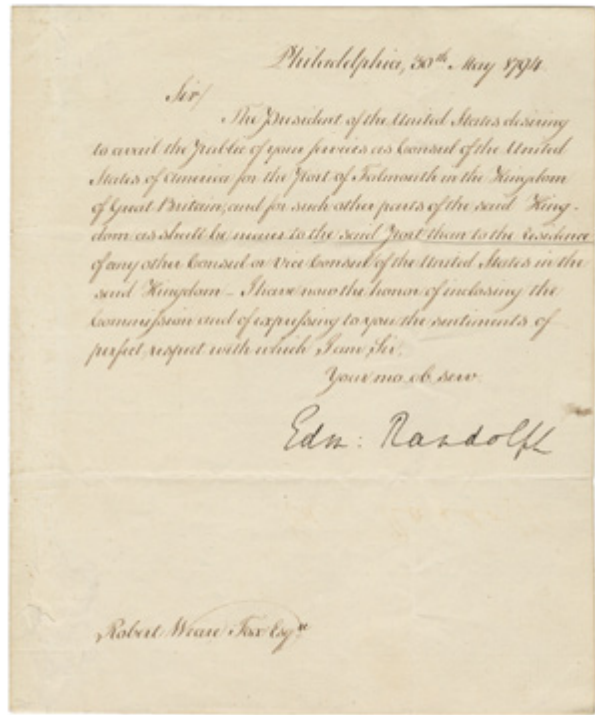 Philadelphia, 30th May 1794.
Sir/
The President of the United States desiring
to avail the Public of your services as Consul of the United
States of America for the Port of Falmouth in the Kingdom
of Great Britain, and for such other parts of the said King-
dom as shall be nearer to the said Port than to the residence
of any other Consul or Vice Consul of the United States in the
said Kingdom - I have now the honor of inclosing the
Commission and of expressing to you the sentiments of
perfect respect with which I am, Sir,
Your mo. ob. serv.
Edm: Randolph
Robert Weare Fox Esqre